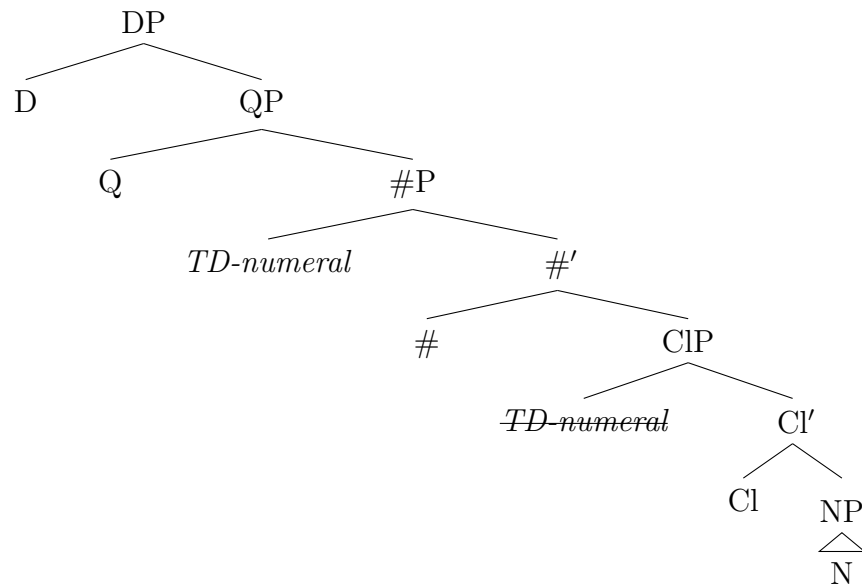 DP
D QP
Q #P
TD-numeral #′
# ClP
TD-numeral Cl′
Cl NP
N